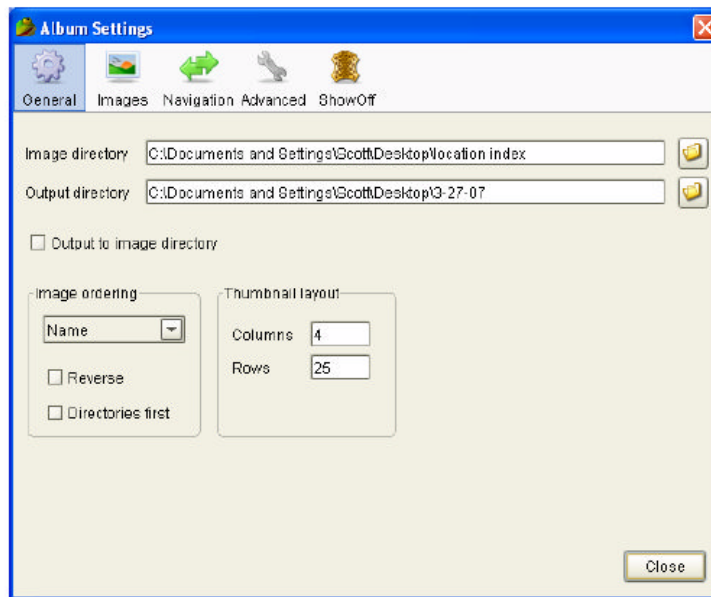 Album Settings
General Images Navigation Advanced ShowOff
Image directory C:\Documents and Settings\Scott\Desktop\location index
Output directory C:\Documents and Settings\Scott\Desktop\3-27-07
Output to image directory
Image ordering
Name
Reverse
Directories first
Thumbnail layout
Columns 4
Rows 25
Close